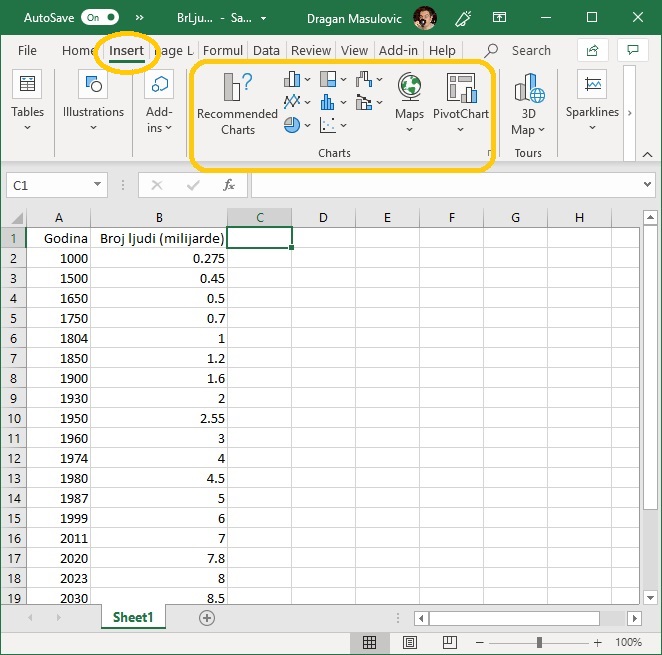 AutoSave On BrLju... - Sa... Dragan Masulovic
File Home Insert Page L Formul Data Review View Add-in Help Search
Tables Illustrations Add-ins Recommended Charts Maps PivotChart 3D Map Sparklines
Charts Tours
C1 fx
A B C D E F G H
1 Godina Broj ljudi (milijarde)
2 1000 0.275
3 1500 0.45
4 1650 0.5
5 1750 0.7
6 1804 1
7 1850 1.2
8 1900 1.6
9 1930 2
10 1950 2.55
11 1960 3
12 1974 4
13 1980 4.5
14 1987 5
15 1999 6
16 2011 7
17 2020 7.8
18 2023 8
19 2030 8.5
Sheet1
100%